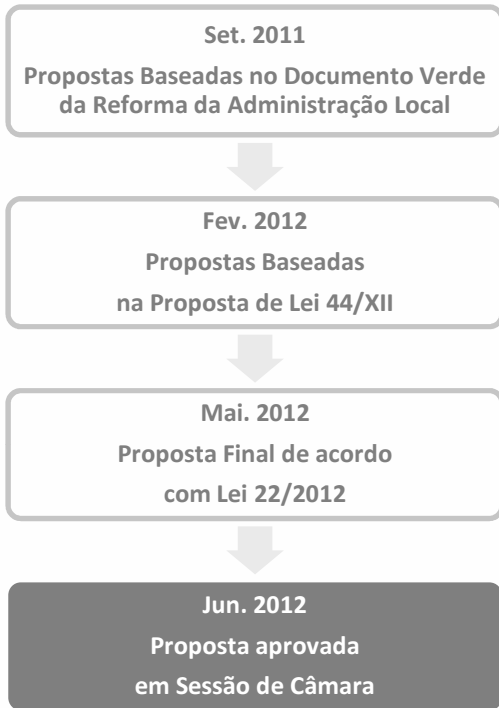 Set. 2011
Propostas Baseadas no Documento Verde
da Reforma da Administração Local
Fev. 2012
Propostas Baseadas
na Proposta de Lei 44/XII
Mai. 2012
Proposta Final de acordo
com Lei 22/2012
Jun. 2012
Proposta aprovada
em Sessão de Câmara